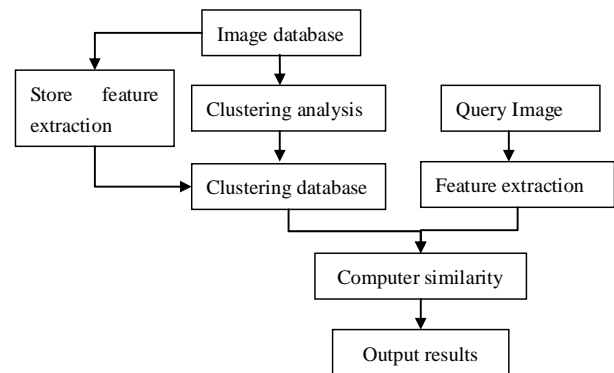 Image database
Store feature
extraction
Clustering analysis
Query Image
Clustering database
Feature extraction
Computer similarity
Output results